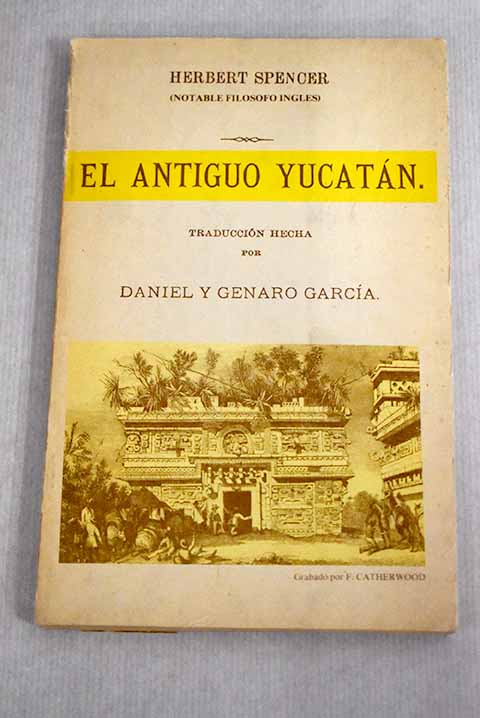 HERBERT SPENCER
(NOTABLE FILOSOFO INGLES)
EL ANTIGUO YUCATÁN.
TRADUCCIÓN HECHA
POR
DANIEL Y GENARO GARCÍA.
Grabado por F. CATHERWOOD